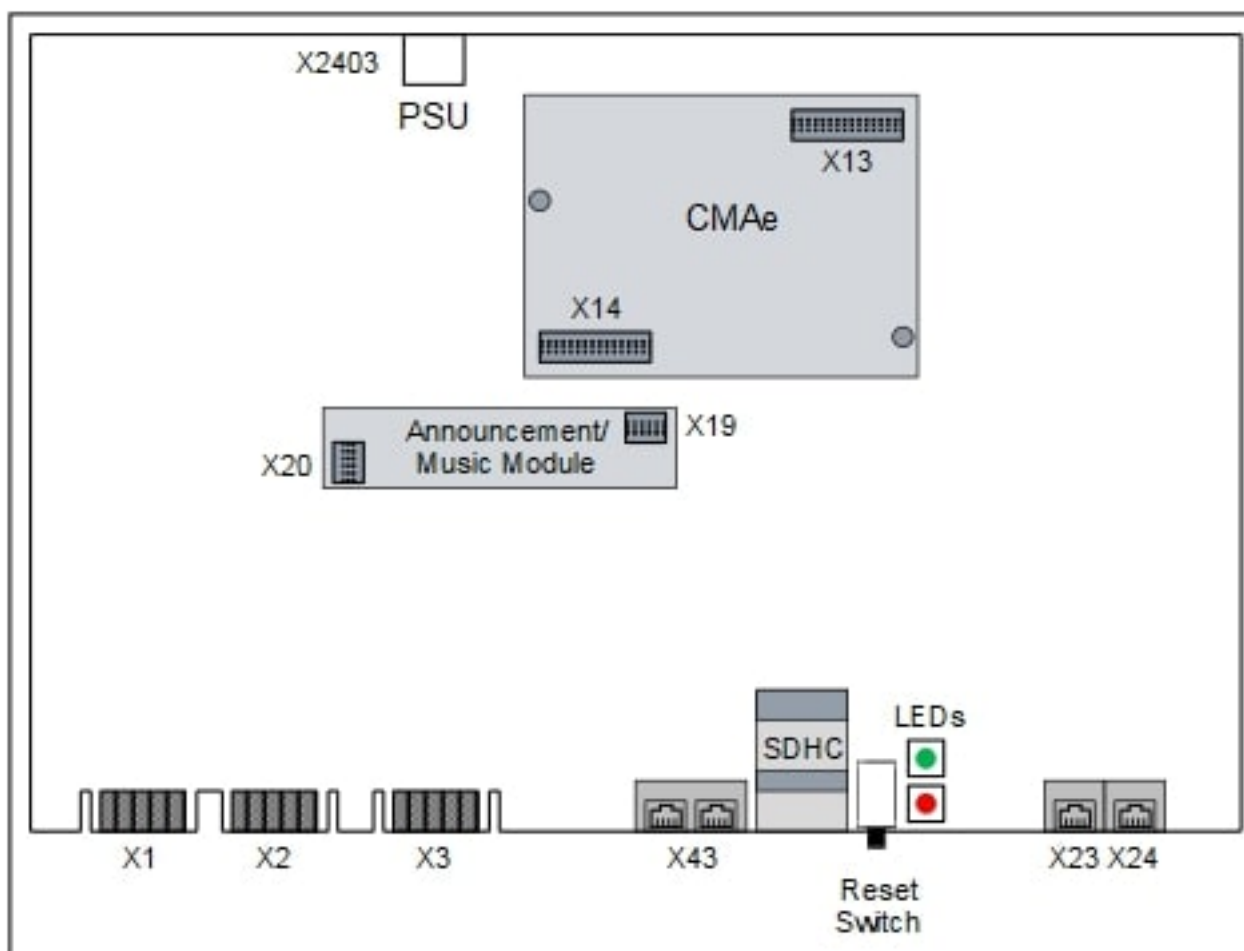 X2403
PSU
X13
CMAe
X14
Announcement/
Music Module
X19
X20
LEDs
SDHC
X1
X2
X3
X43
X23 X24
Reset
Switch